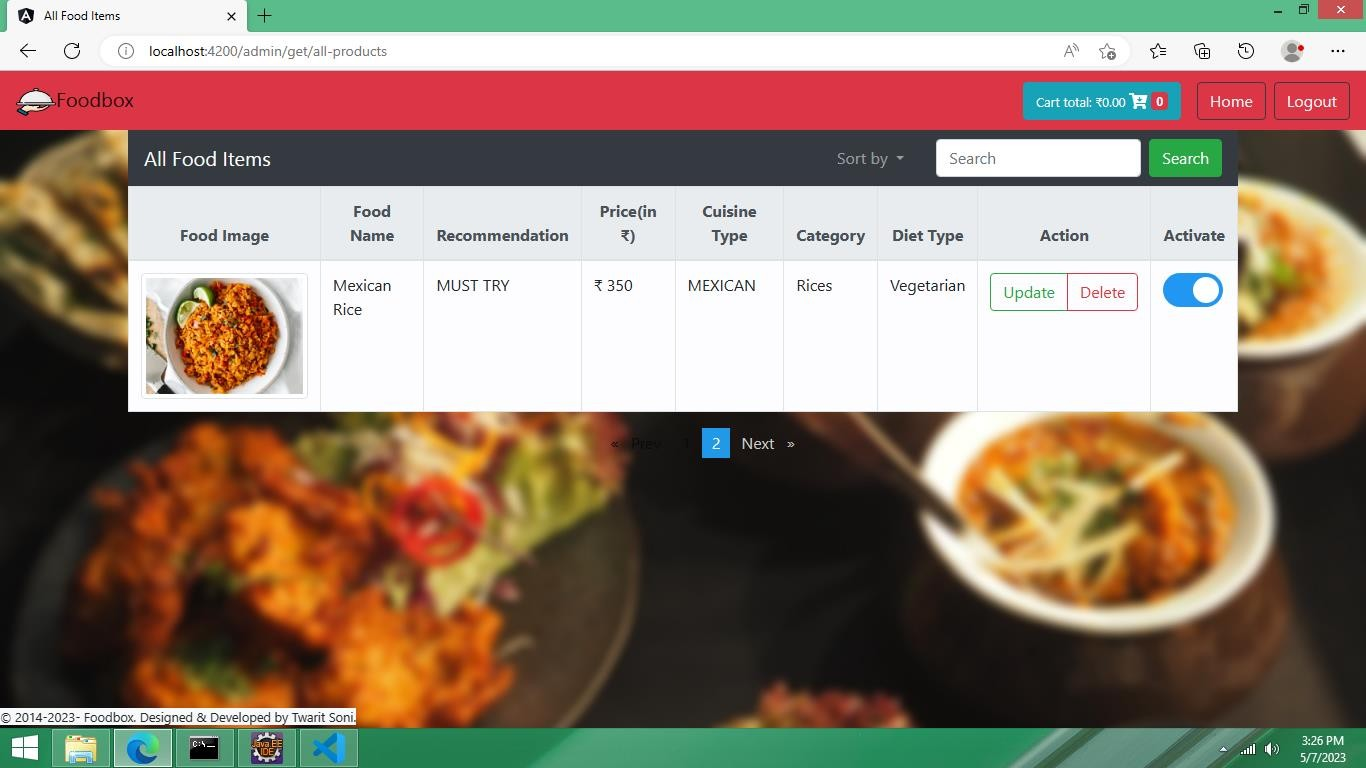 All Food Items
localhost:4200/admin/get/all-products
Foodbox
Cart total: ₹0.00 0
Home
Logout
All Food Items
Sort by
Search
Search
Food Image
Food
Name
Recommendation
Price(in
₹)
Cuisine
Type
Category
Diet Type
Action
Activate
Mexican
Rice
MUST TRY
₹ 350
MEXICAN
Rices
Vegetarian
Update
Delete
« Prev 1 2 Next »
© 2014-2023- Foodbox. Designed & Developed by Twarit Soni.
C:\
Java EE
IDE
3:26 PM
5/7/2023